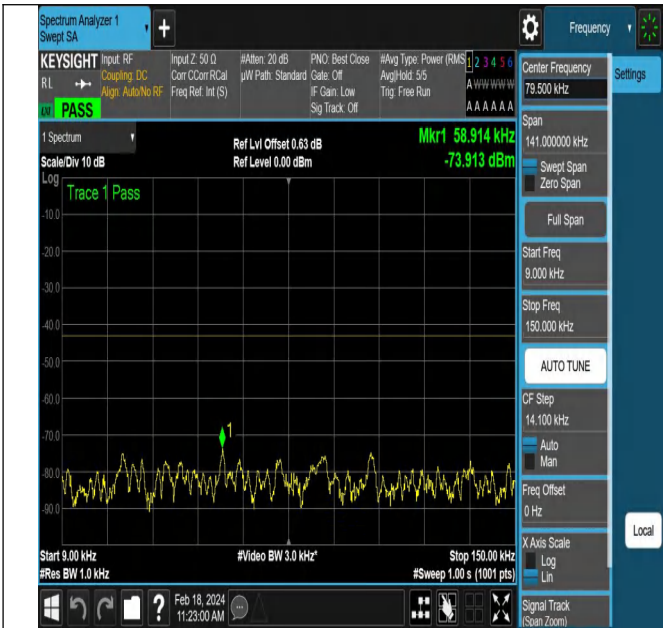 Spectrum Analyzer 1
Swept SA
+
Frequency
KEYSIGHT
RL
LXI
PASS
Input: RF
Coupling: DC
Align: Auto/No RF
Input Z: 50 Ω
Corr CCorr RCal
Freq Ref: Int (S)
#Atten: 20 dB
µW Path: Standard
PNO: Best Close
Gate: Off
IF Gain: Low
Sig Track: Off
#Avg Type: Power (RMS
Avg|Hold: 5/5
Trig: Free Run
1 2 3 4 5 6
A W W W W W
A A A A A A
1 Spectrum
Scale/Div 10 dB
Log
Ref Lvl Offset 0.63 dB
Ref Level 0.00 dBm
Mkr1 58.914 kHz
-73.913 dBm
Trace 1 Pass
-10.0
-20.0
-30.0
-40.0
-50.0
-60.0
-70.0
-80.0
-90.0
1
Start 9.00 kHz
#Res BW 1.0 kHz
#Video BW 3.0 kHz*
Stop 150.00 kHz
#Sweep 1.00 s (1001 pts)
?
Feb 18, 2024
11:23:00 AM
Center Frequency
79.500 kHz
Span
141.000000 kHz
Swept Span
Zero Span
Full Span
Start Freq
9.000 kHz
Stop Freq
150.000 kHz
AUTO TUNE
CF Step
14.100 kHz
Auto
Man
Freq Offset
0 Hz
X Axis Scale
Log
Lin
Signal Track
(Span Zoom)
Settings
Local